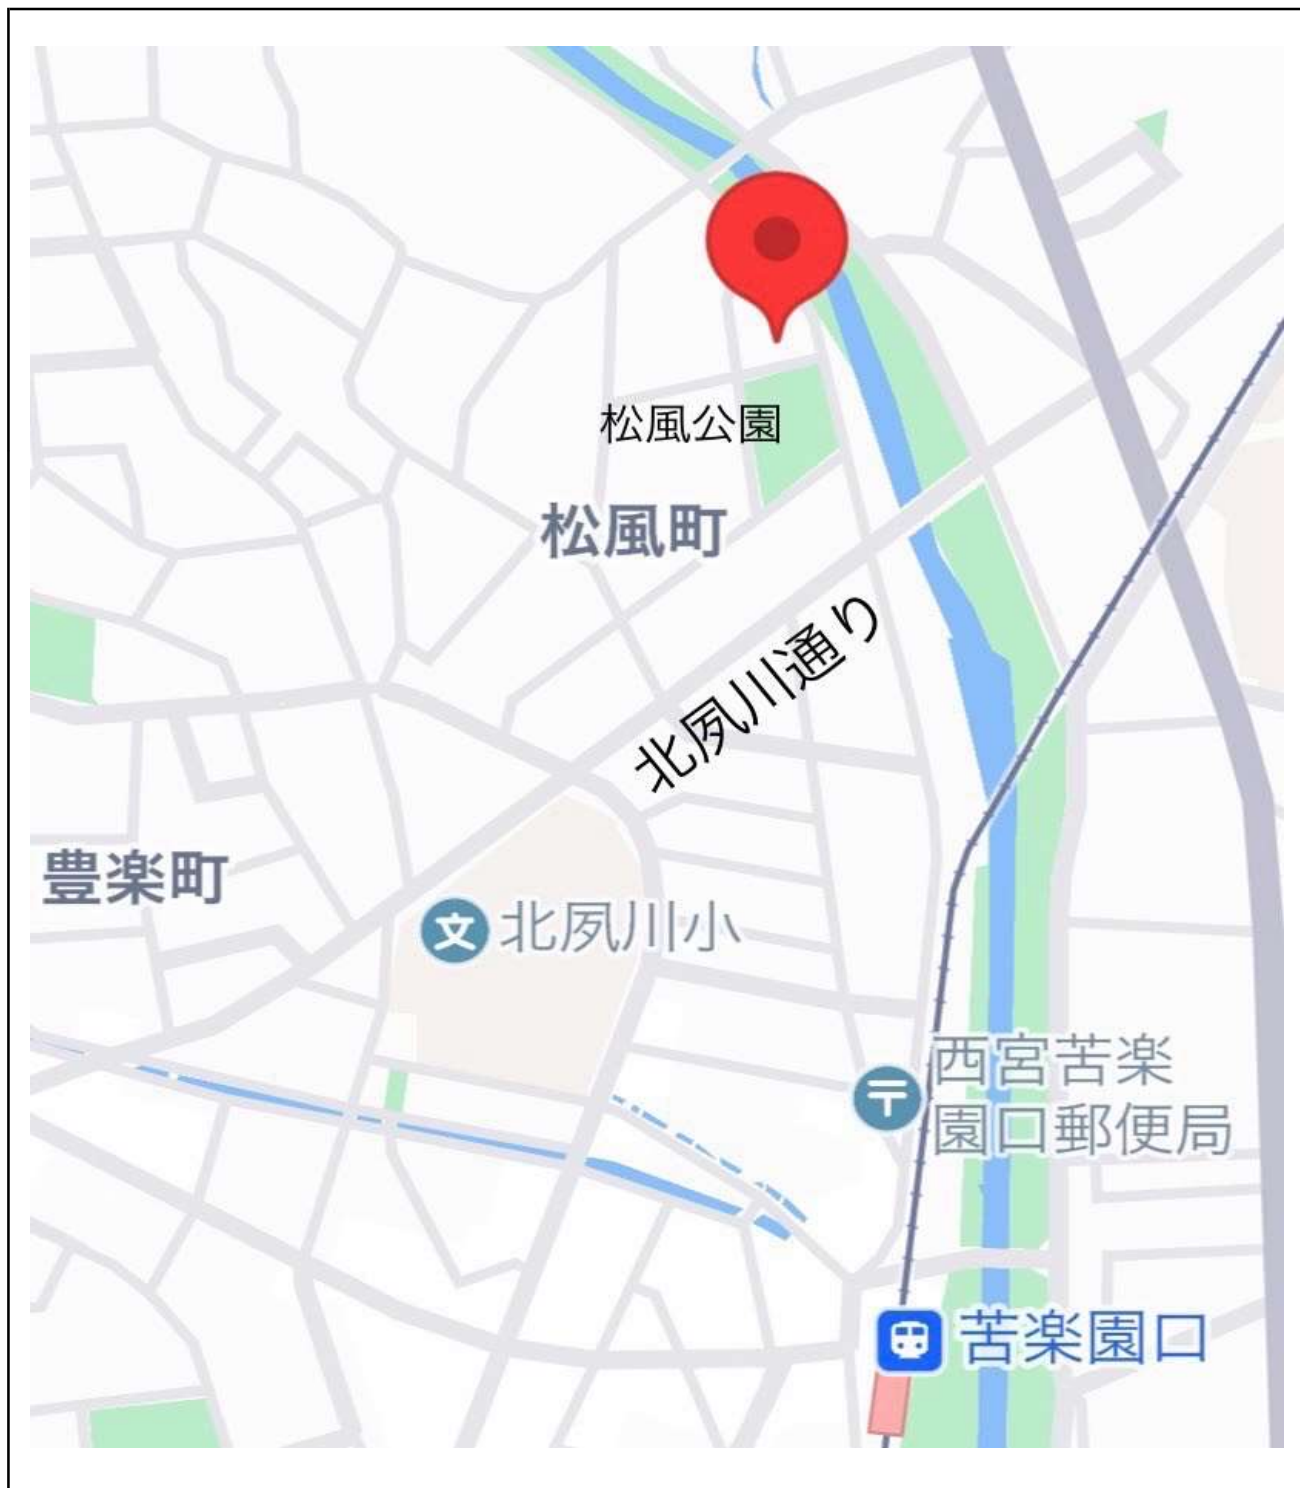 松風公園
松風町
北夙川通り
豊楽町
文
北夙川小
〒
西宮苦楽
園口郵便局
苦楽園口